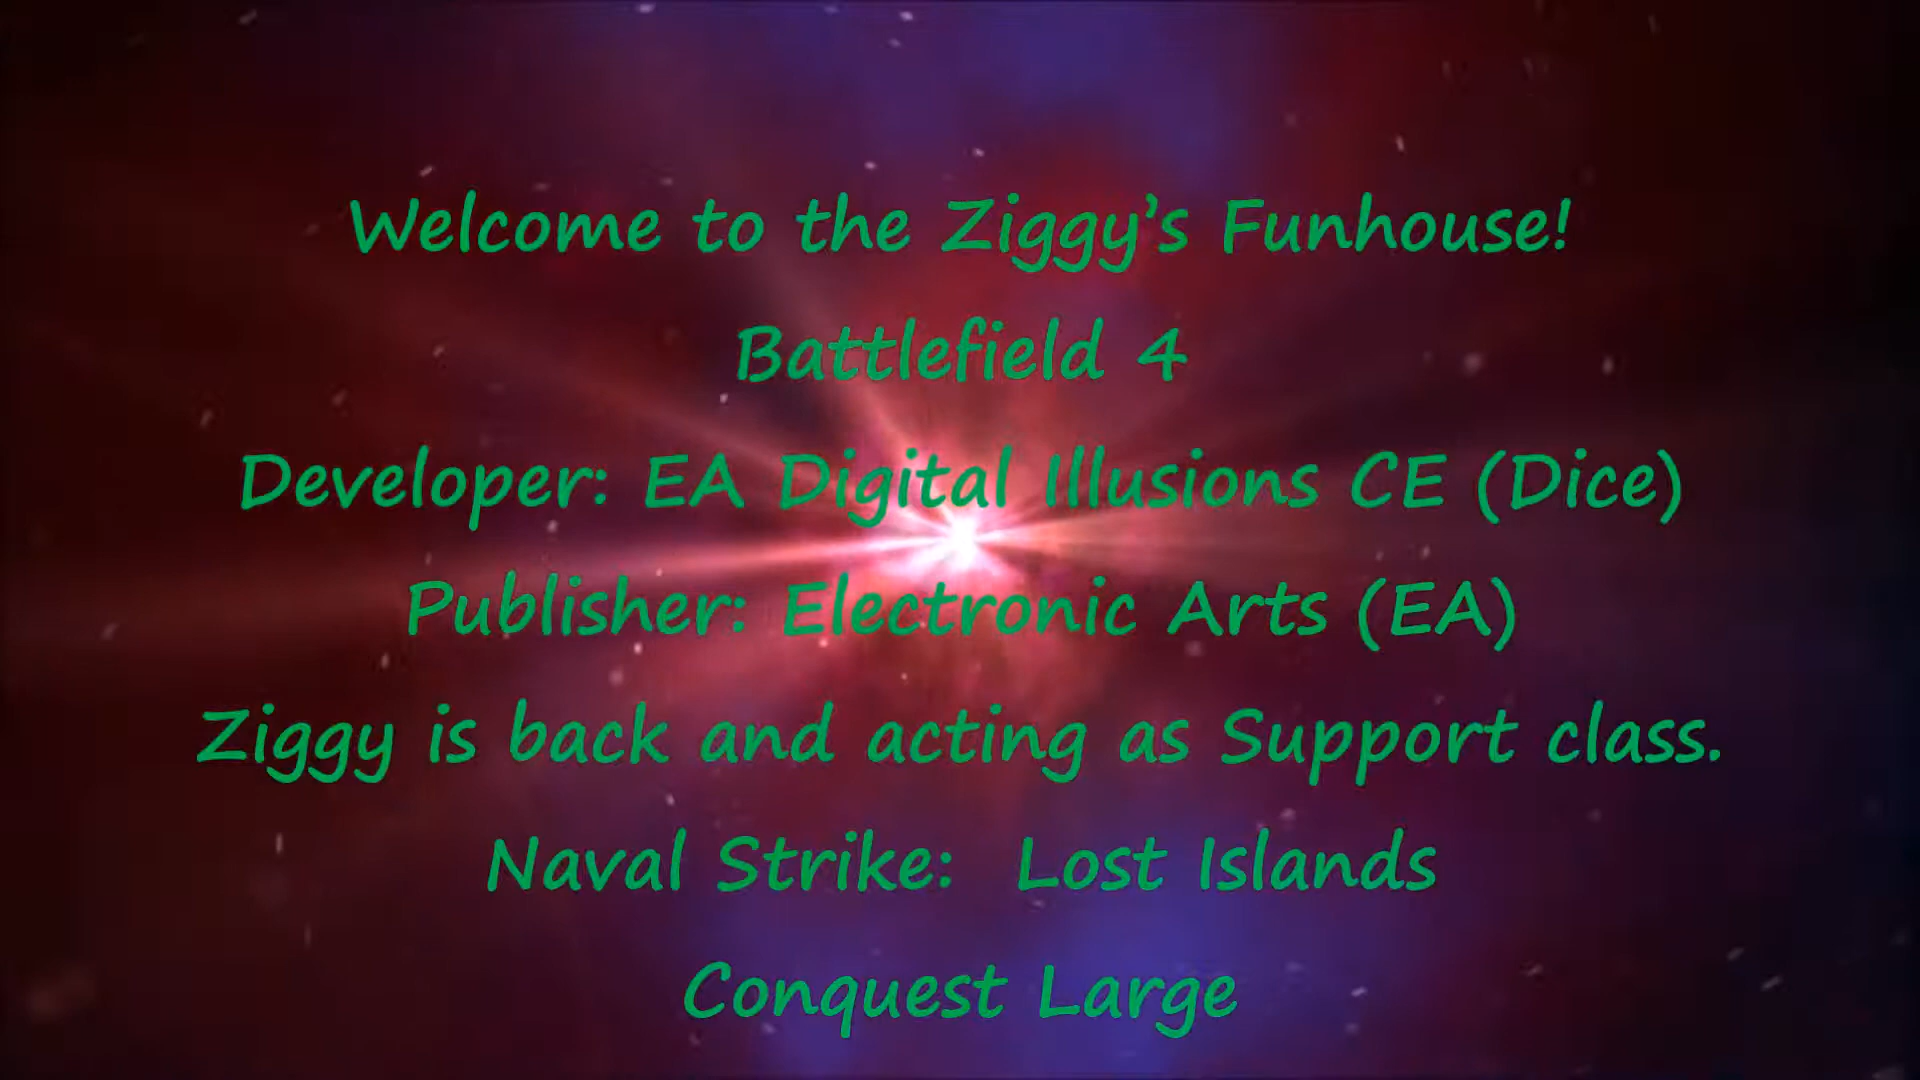 Welcome to the Ziggy’s Funhouse!
Battlefield 4
Developer: EA Digital Illusions CE (Dice)
Publisher: Electronic Arts (EA)
Ziggy is back and acting as Support class.
Naval Strike:  Lost Islands
Conquest Large